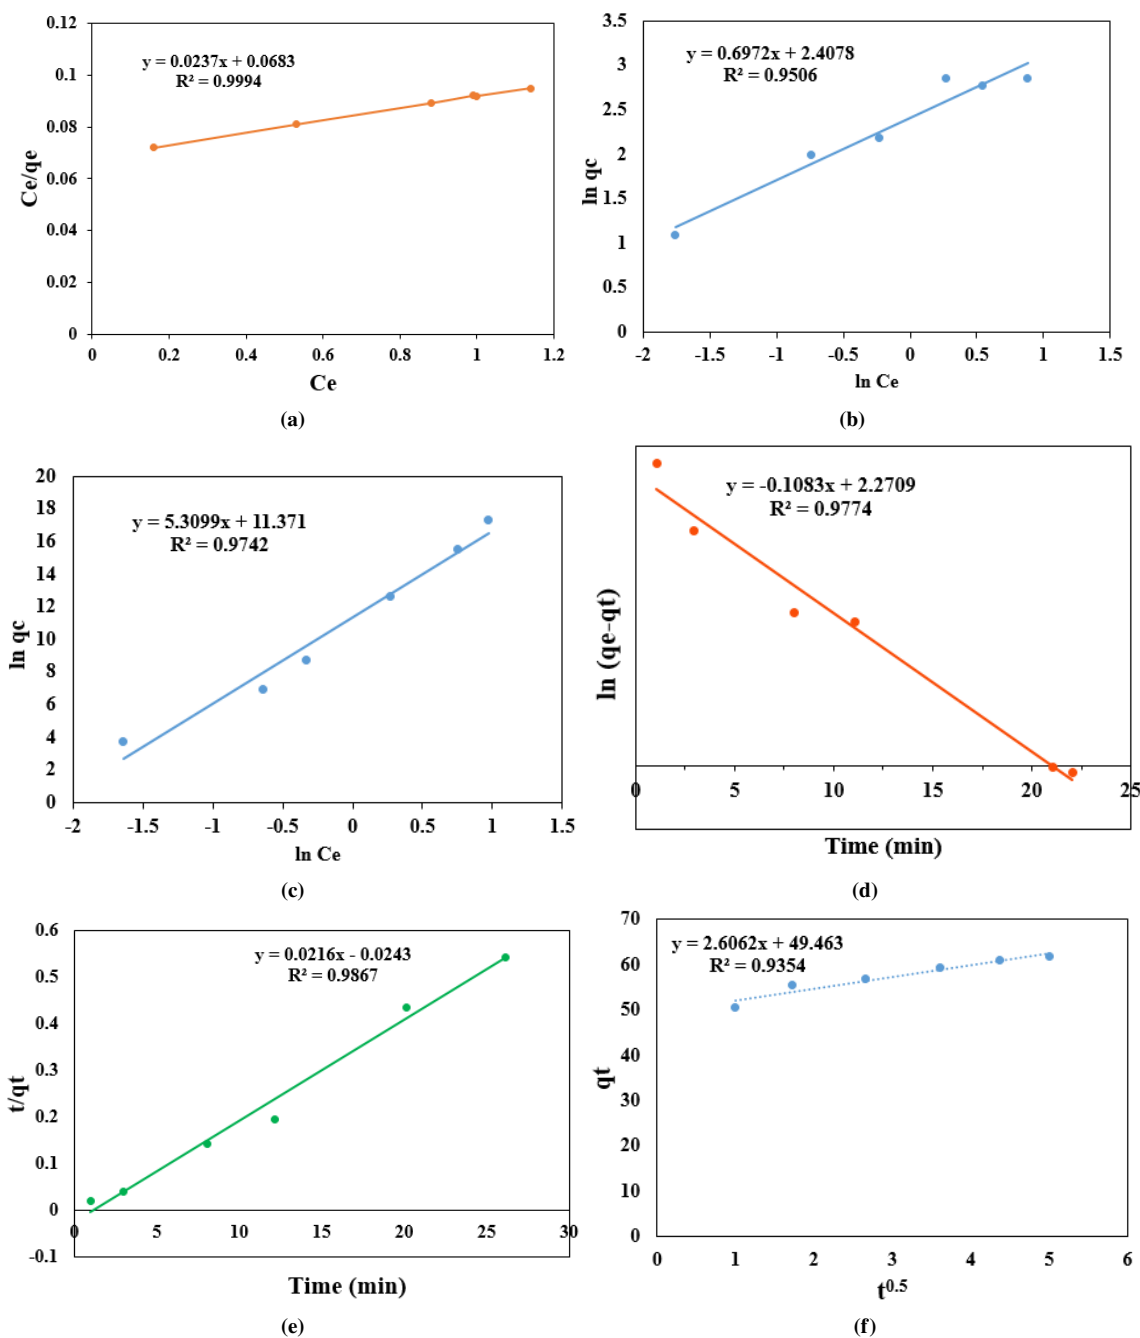 0.12
0.1
0.08
0.06
0.04
0.02
0
Ce/qe
y = 0.0237x + 0.0683
R² = 0.9994
0 0.2 0.4 0.6 0.8 1 1.2
Ce
(a)
3.5
3
2.5
2
1.5
1
0.5
0
ln qc
y = 0.6972x + 2.4078
R² = 0.9506
-2 -1.5 -1 -0.5 0 0.5 1 1.5
ln Ce
(b)
20
18
16
14
12
10
8
6
4
2
0
ln qc
y = 5.3099x + 11.371
R² = 0.9742
-2 -1.5 -1 -0.5 0 0.5 1 1.5
ln Ce
(c)
ln (qe-qt)
y = -0.1083x + 2.2709
R² = 0.9774
0 5 10 15 20 25
Time (min)
(d)
0.6
0.5
0.4
0.3
0.2
0.1
0
-0.1
t/qt
y = 0.0216x - 0.0243
R² = 0.9867
0 5 10 15 20 25 30
Time (min)
(e)
70
60
50
40
30
20
10
0
qt
y = 2.6062x + 49.463
R² = 0.9354
0 1 2 3 4 5 6
t^0.5
(f)